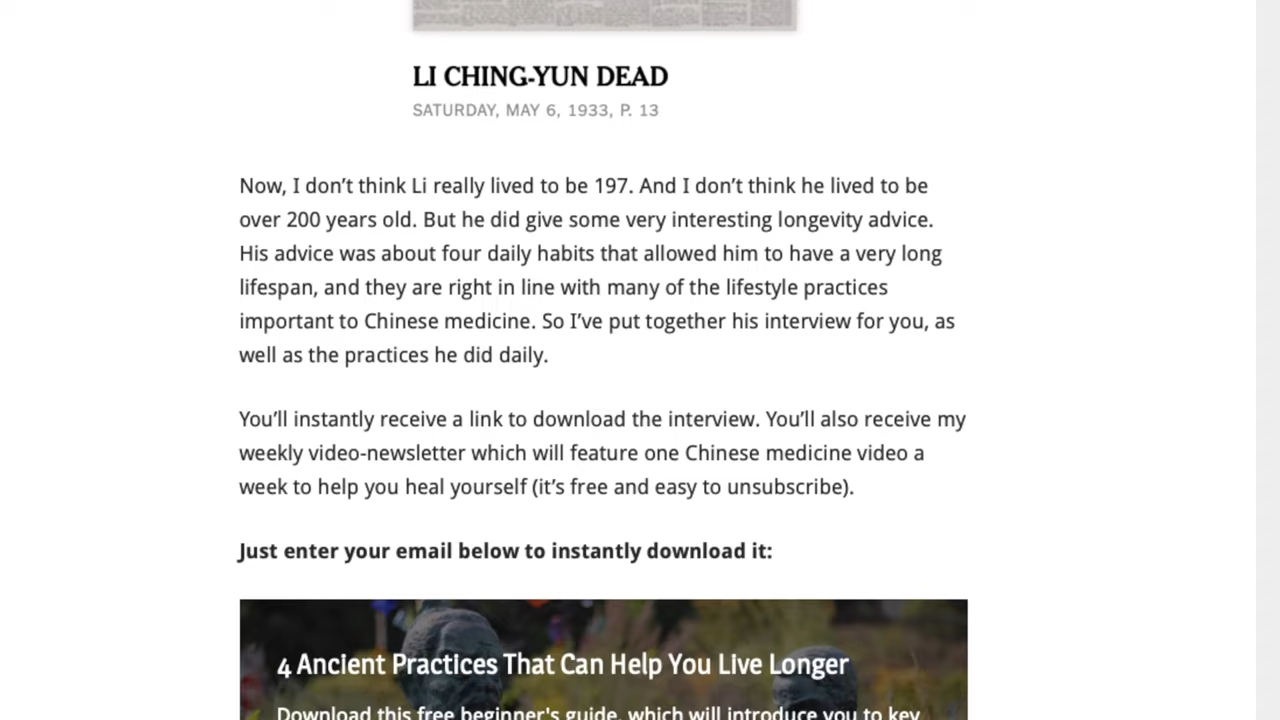 LI CHING-YUN DEAD
SATURDAY, MAY 6, 1933, P. 13
Now, I don’t think Li really lived to be 197. And I don’t think he lived to be
over 200 years old. But he did give some very interesting longevity advice.
His advice was about four daily habits that allowed him to have a very long
lifespan, and they are right in line with many of the lifestyle practices
important to Chinese medicine. So I’ve put together his interview for you, as
well as the practices he did daily.
You’ll instantly receive a link to download the interview. You’ll also receive my
weekly video-newsletter which will feature one Chinese medicine video a
week to help you heal yourself (it’s free and easy to unsubscribe).
Just enter your email below to instantly download it:
4 Ancient Practices That Can Help You Live Longer
Download this free beginner's guide, which will introduce you to key